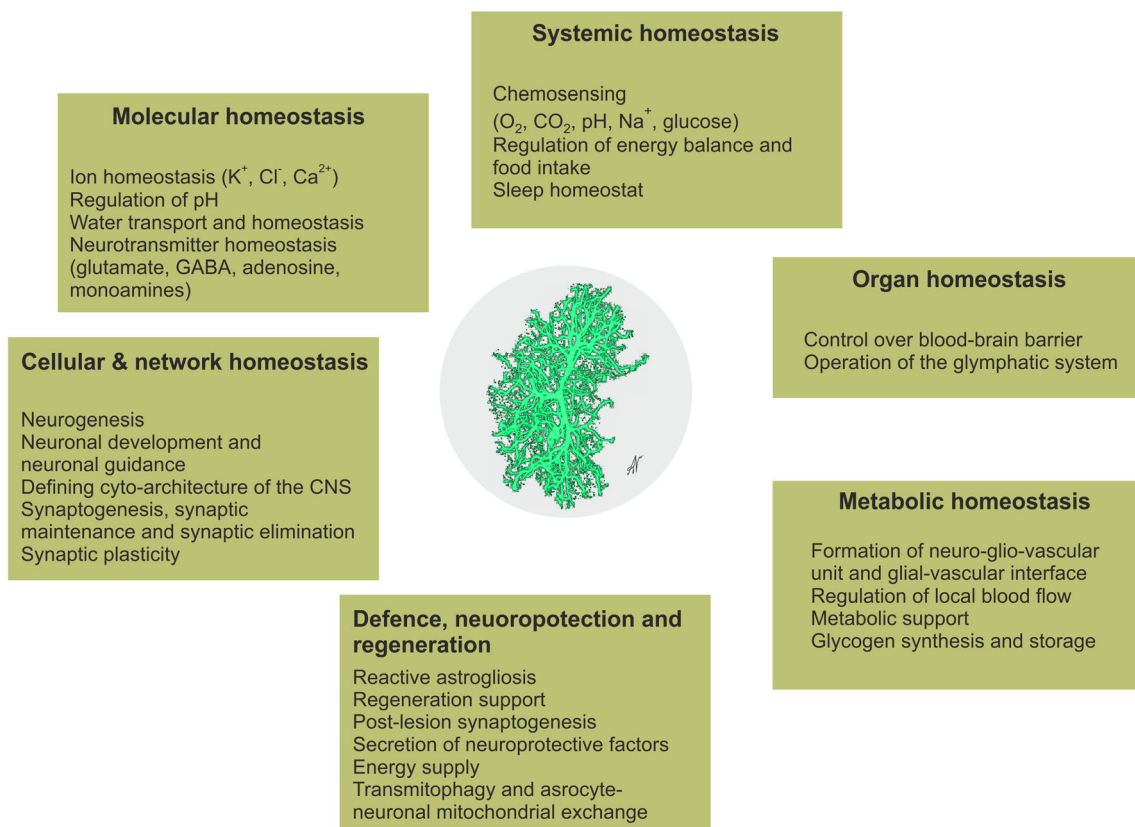 Systemic homeostasis
Chemosensing
(O₂, CO₂, pH, Na⁺, glucose)
Regulation of energy balance and
food intake
Sleep homeostat
Molecular homeostasis
Ion homeostasis (K⁺, Cl⁻, Ca²⁺)
Regulation of pH
Water transport and homeostasis
Neurotransmitter homeostasis
(glutamate, GABA, adenosine,
monoamines)
Organ homeostasis
Control over blood-brain barrier
Operation of the glymphatic system
Cellular & network homeostasis
Neurogenesis
Neuronal development and
neuronal guidance
Defining cyto-architecture of the CNS
Synaptogenesis, synaptic
maintenance and synaptic elimination
Synaptic plasticity
Metabolic homeostasis
Formation of neuro-glio-vascular
unit and glial-vascular interface
Regulation of local blood flow
Metabolic support
Glycogen synthesis and storage
Defence, neuoropotection and
regeneration
Reactive astrogliosis
Regeneration support
Post-lesion synaptogenesis
Secretion of neuroprotective factors
Energy supply
Transmitophagy and asrocyte-
neuronal mitochondrial exchange